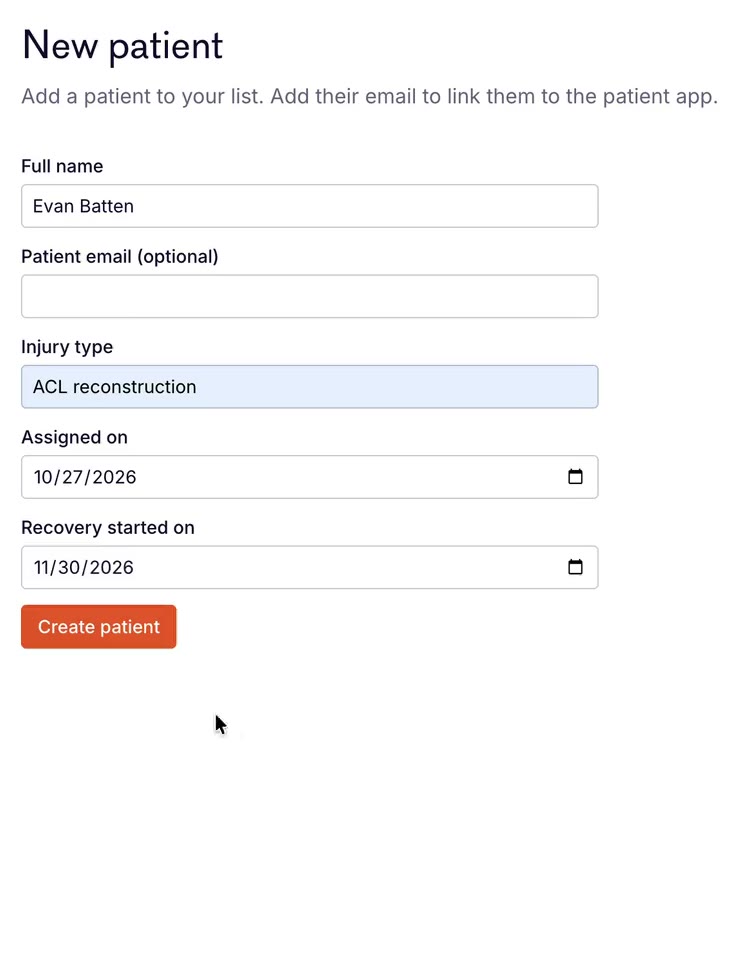 New patient
Add a patient to your list. Add their email to link them to the patient app.
Full name
Evan Batten
Patient email (optional)
Injury type
ACL reconstruction
Assigned on
10/27/2026
Recovery started on
11/30/2026
Create patient